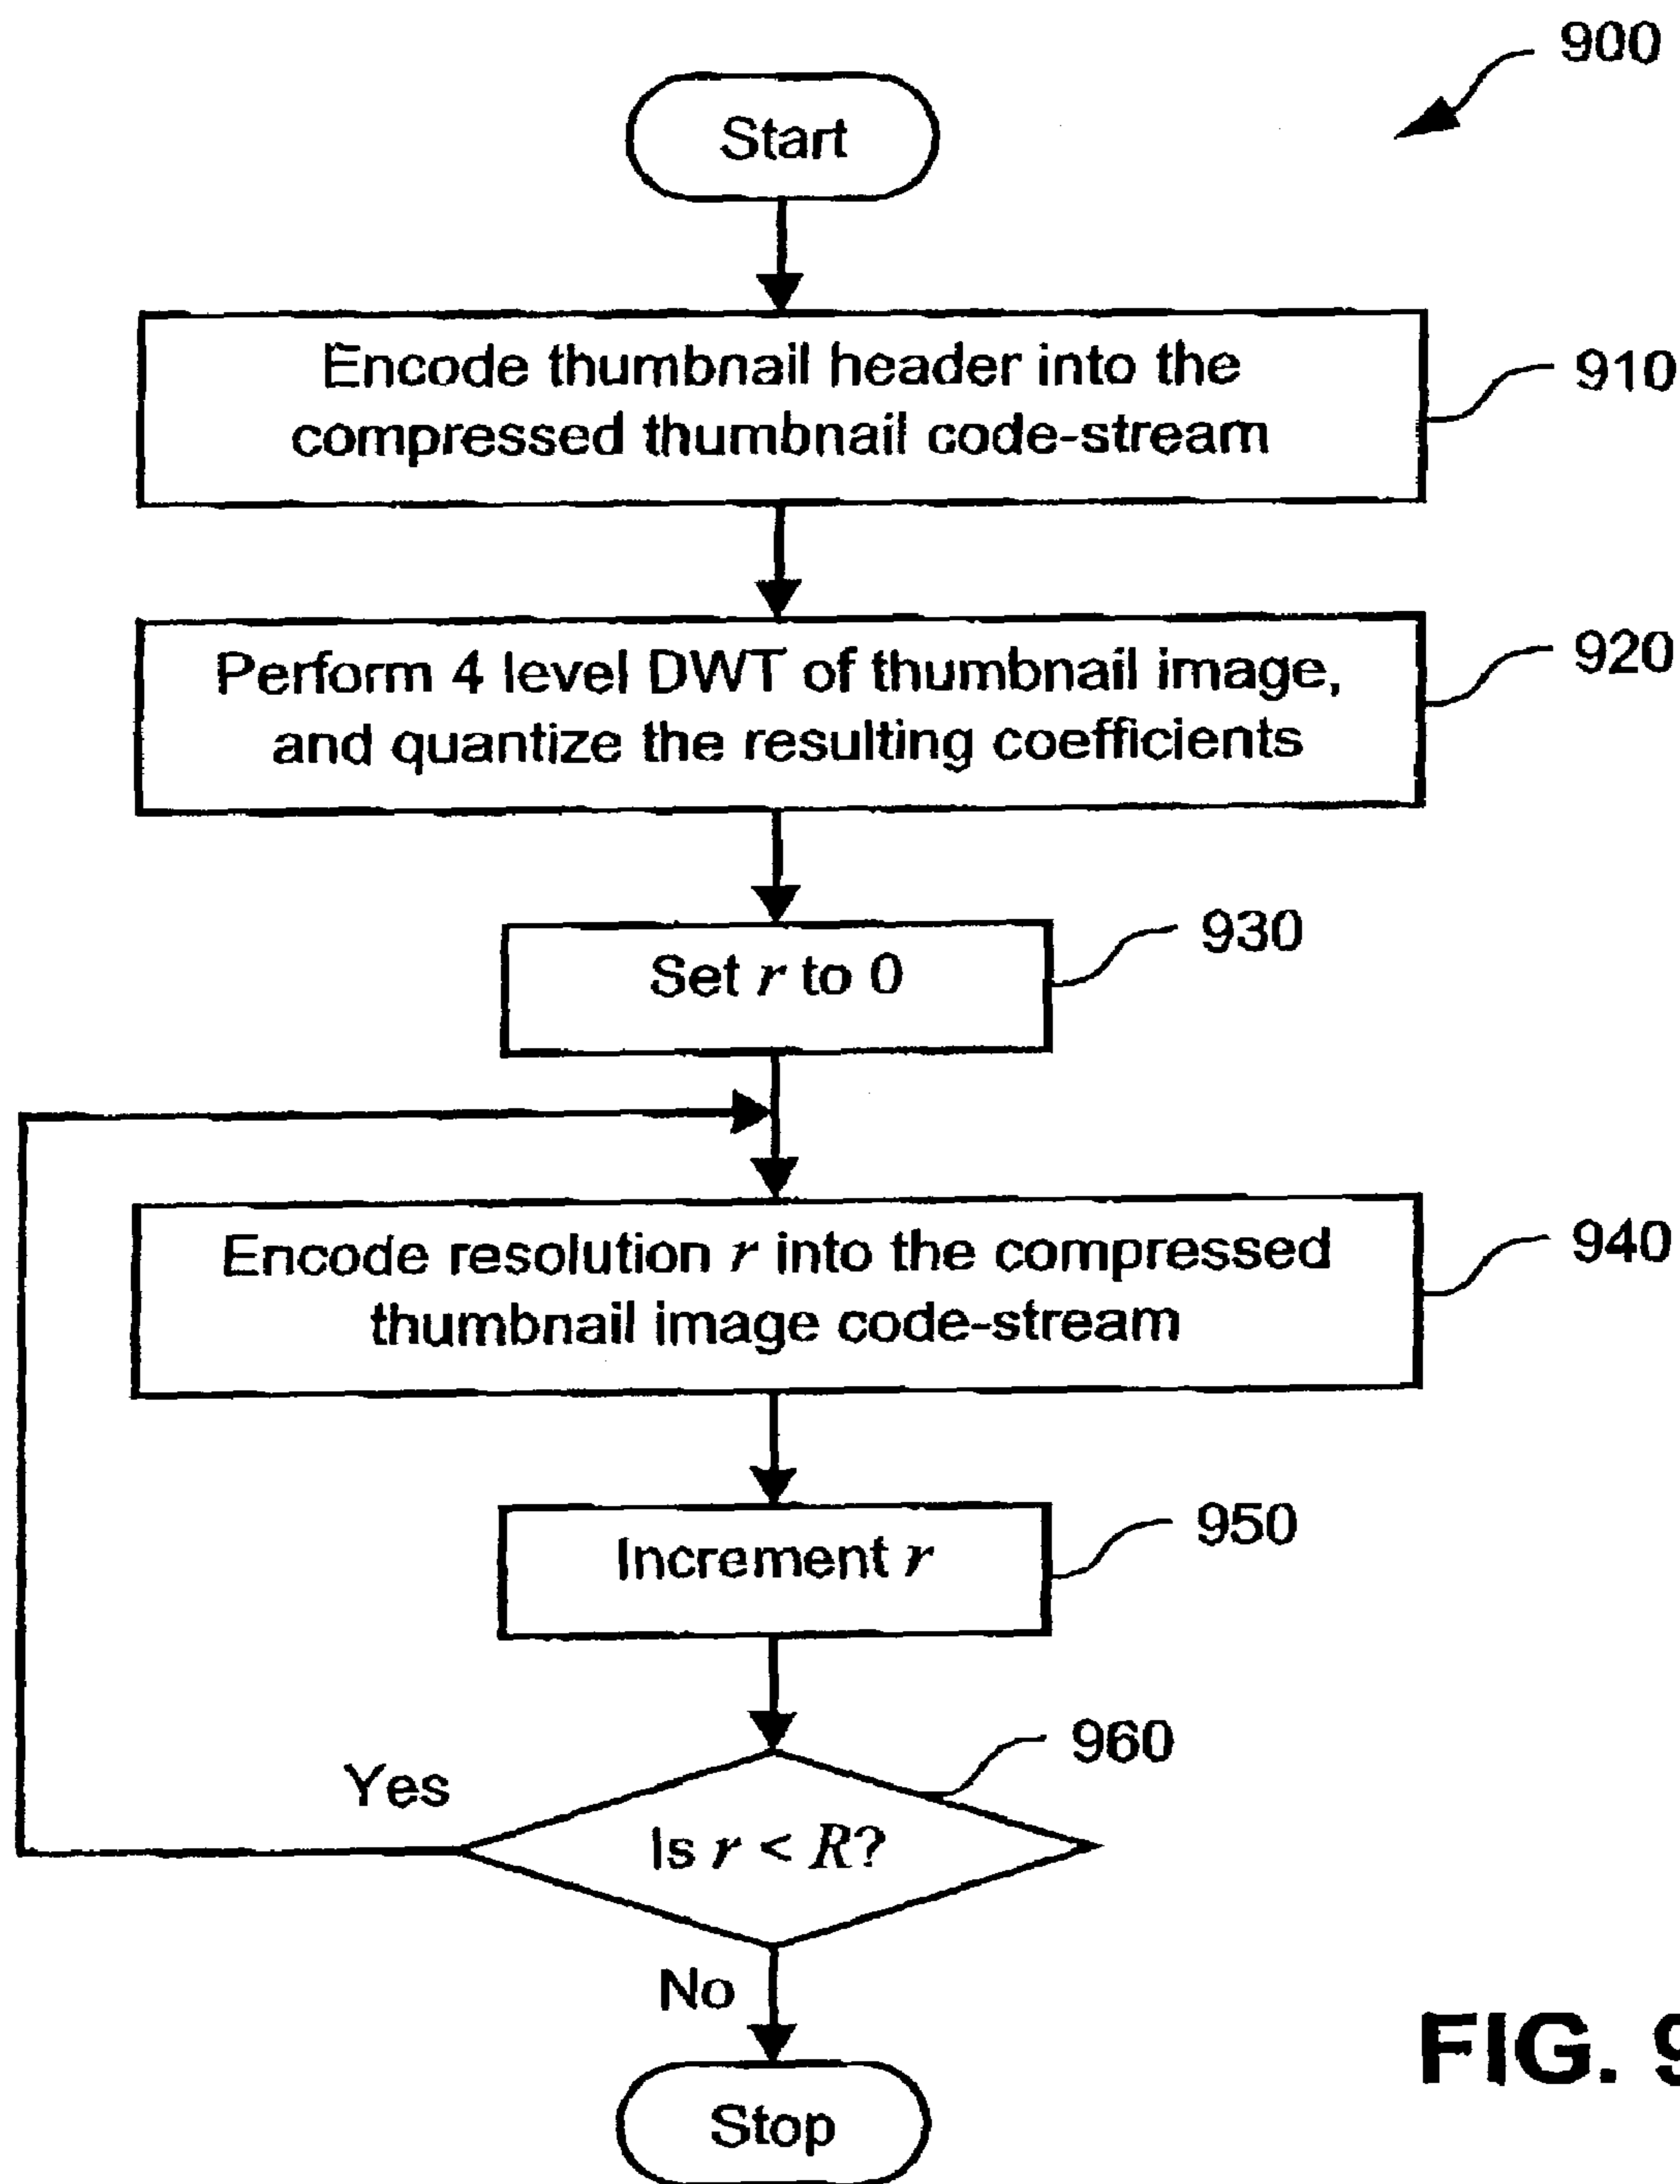 900
Start
Encode thumbnail header into the
compressed thumbnail code-stream
910
Perform 4 level DWT of thumbnail image,
and quantize the resulting coefficients
920
Set r to 0
930
Encode resolution r into the compressed
thumbnail image code-stream
940
Increment r
950
960
Yes
Is r < R?
No
Stop
FIG. 9